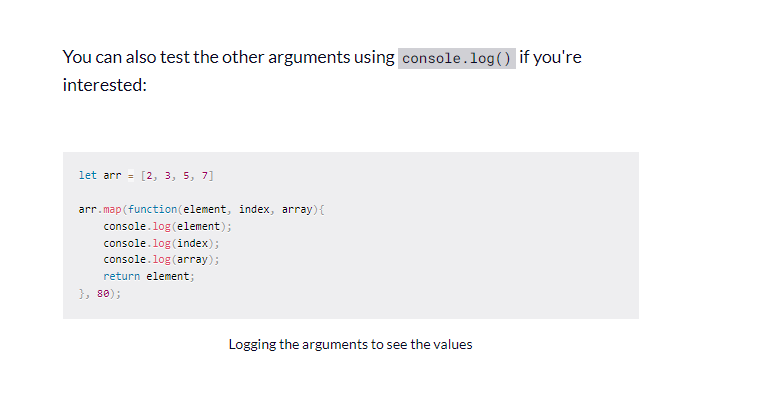 You can also test the other arguments using console.log() if you're
interested:
let arr = [2, 3, 5, 7]
arr.map(function(element, index, array){
    console.log(element);
    console.log(index);
    console.log(array);
    return element;
}, 80);
Logging the arguments to see the values